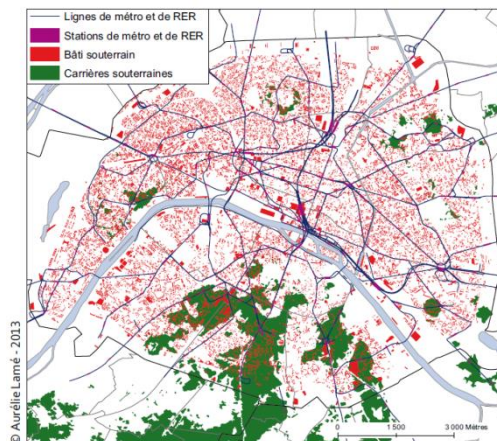 Lignes de métro et de RER
Stations de métro et de RER
Bâti souterrain
Carrières souterraines
© Aurélie Lamé - 2013
0 1 500 3 000 Mètres